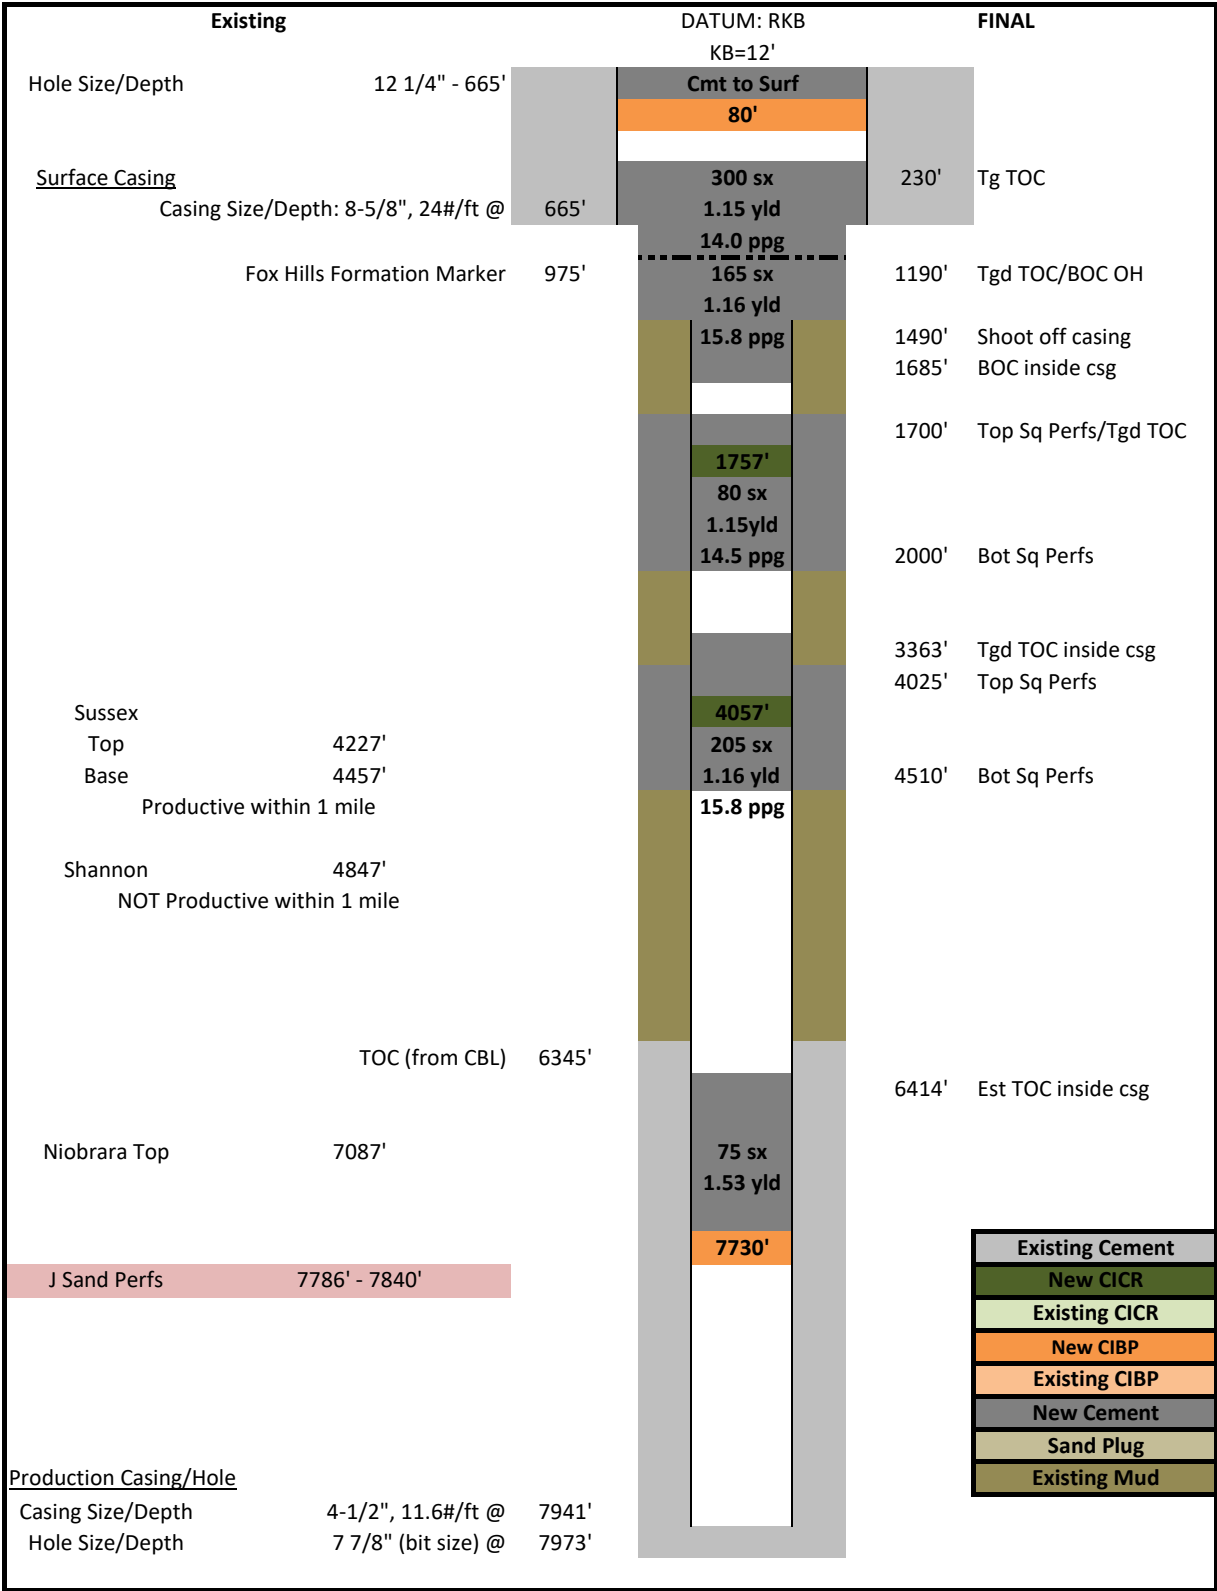 Existing DATUM: RKB FINAL
KB=12'
Hole Size/Depth 12 1/4" - 665' Cmt to Surf
80'
Surface Casing 300 sx 230' Tg TOC
Casing Size/Depth: 8-5/8", 24#/ft @ 665' 1.15 yld
14.0 ppg
Fox Hills Formation Marker 975' 165 sx 1190' Tgd TOC/BOC OH
1.16 yld
15.8 ppg 1490' Shoot off casing
1685' BOC inside csg
1700' Top Sq Perfs/Tgd TOC
1757'
80 sx
1.15yld
14.5 ppg 2000' Bot Sq Perfs
3363' Tgd TOC inside csg
4025' Top Sq Perfs
Sussex 4057'
Top 4227' 205 sx
Base 4457' 1.16 yld 4510' Bot Sq Perfs
Productive within 1 mile 15.8 ppg
Shannon 4847'
NOT Productive within 1 mile
TOC (from CBL) 6345'
6414' Est TOC inside csg
Niobrara Top 7087' 75 sx
1.53 yld
7730' Existing Cement
J Sand Perfs 7786' - 7840' New CICR
Existing CICR
New CIBP
Existing CIBP
New Cement
Sand Plug
Production Casing/Hole Existing Mud
Casing Size/Depth 4-1/2", 11.6#/ft @ 7941'
Hole Size/Depth 7 7/8" (bit size) @ 7973'